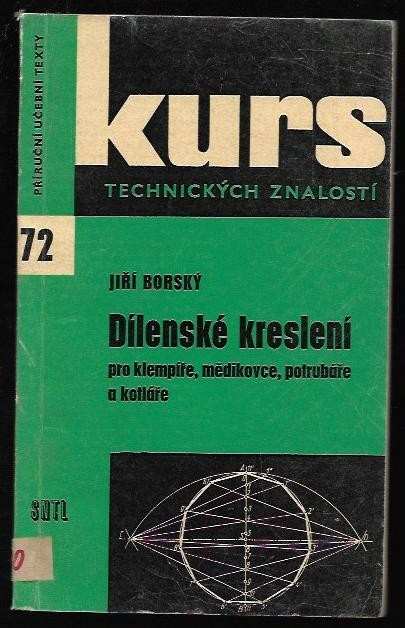 PŘÍRUČNÍ UČEBNÍ TEXTY
kurs
TECHNICKÝCH ZNALOSTÍ
72
JIŘÍ BORSKÝ
Dílenské kreslení
pro klempíře, mědikovce, potrubáře
a kotláře
SNTL